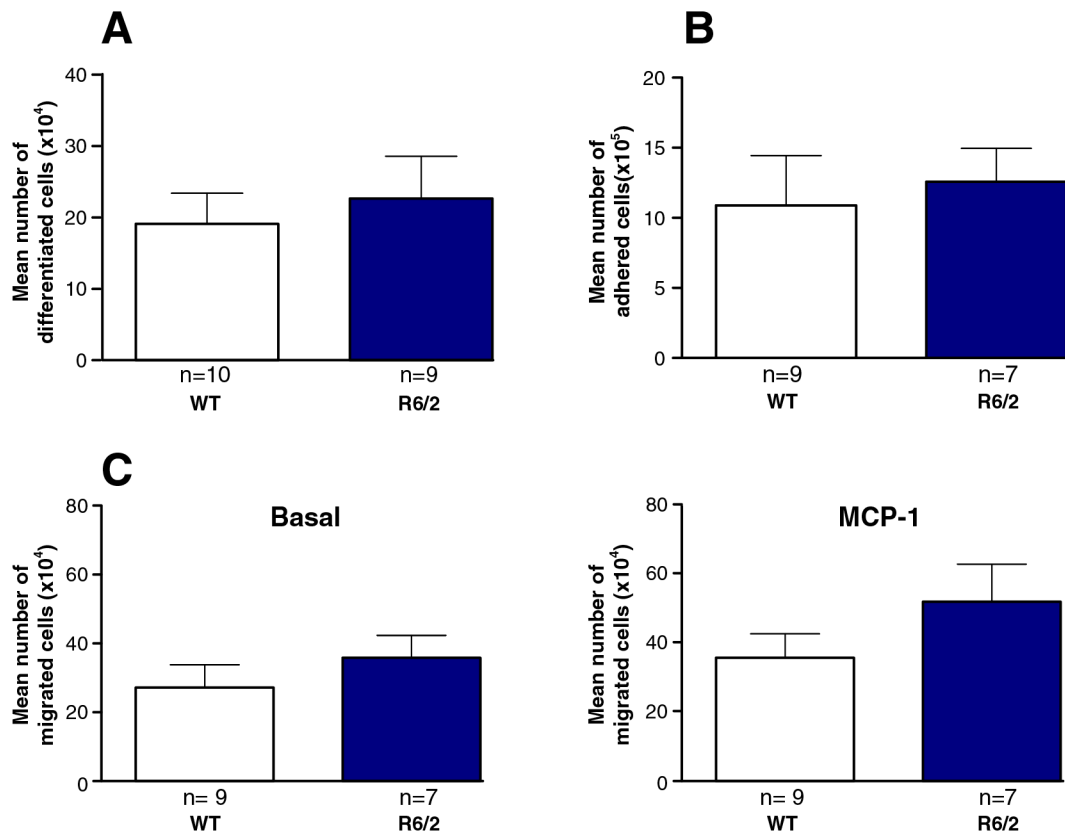 A
Mean number of
differentiated cells (x10⁴)
40
30
20
10
0
n=10
n=9
WT
R6/2
B
Mean number of
adhered cells(x10⁵)
20
15
10
5
0
n=9
n=7
WT
R6/2
C
Basal
Mean number of
migrated cells (x10⁴)
80
60
40
20
0
n= 9
n=7
WT
R6/2
MCP-1
Mean number of
migrated cells (x10⁴)
80
60
40
20
0
n= 9
n=7
WT
R6/2